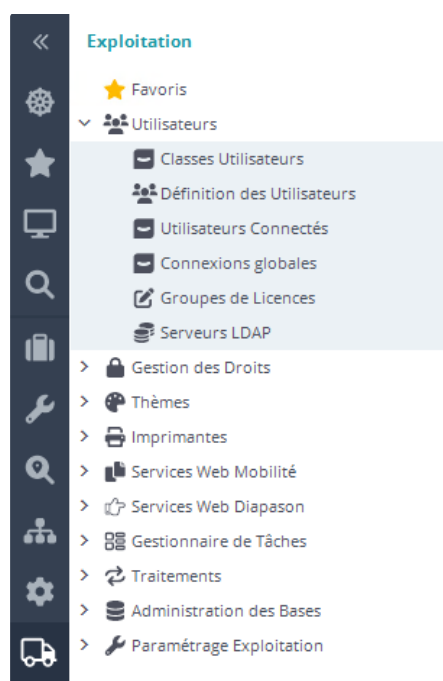 Exploitation
Favoris
Utilisateurs
Classes Utilisateurs
Définition des Utilisateurs
Utilisateurs Connectés
Connexions globales
Groupes de Licences
Serveurs LDAP
Gestion des Droits
Thèmes
Imprimantes
Services Web Mobilité
Services Web Diapason
Gestionnaire de Tâches
Traitements
Administration des Bases
Paramétrage Exploitation